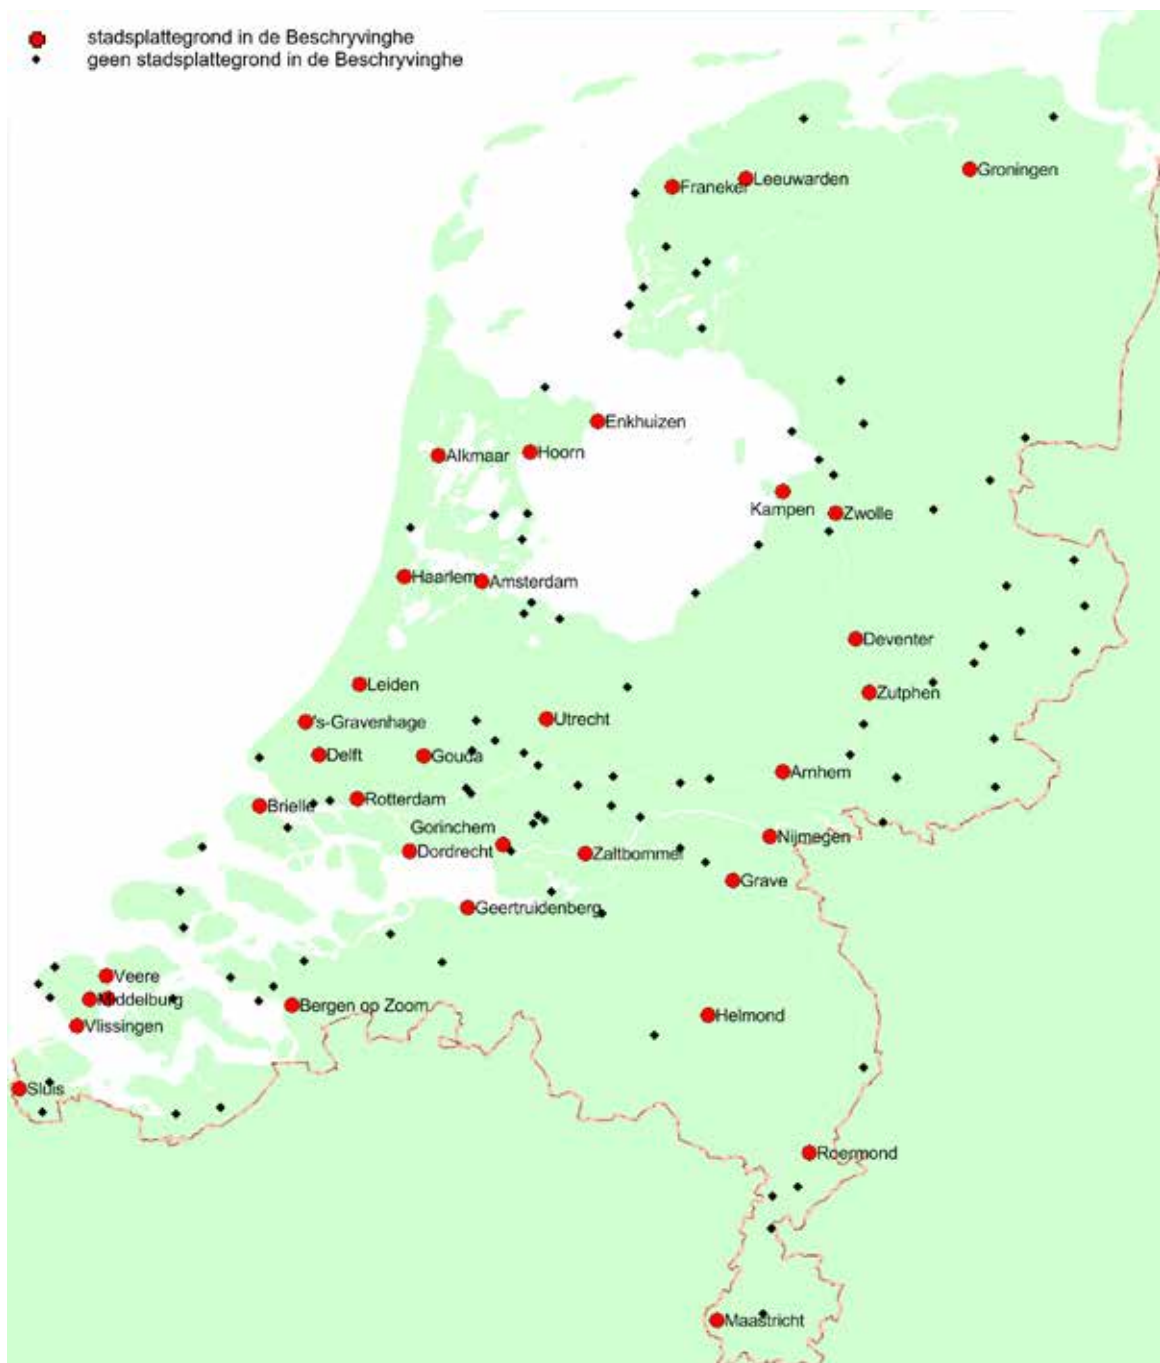 stadsplattegrond in de Beschryvinghe
geen stadsplattegrond in de Beschryvinghe
Groningen
Leeuwarden
Franeker
Enkhuizen
Hoorn
Alkmaar
Kampen
Zwolle
Haarlem
Amsterdam
Deventer
Leiden
Zutphen
's-Gravenhage
Utrecht
Delft
Gouda
Arnhem
Rotterdam
Brielle
Gorinchem
Nijmegen
Dordrecht
Zaltbommel
Grave
Geertruidenberg
Veere
Middelburg
Bergen op Zoom
Helmond
Vlissingen
Sluis
Roermond
Maastricht